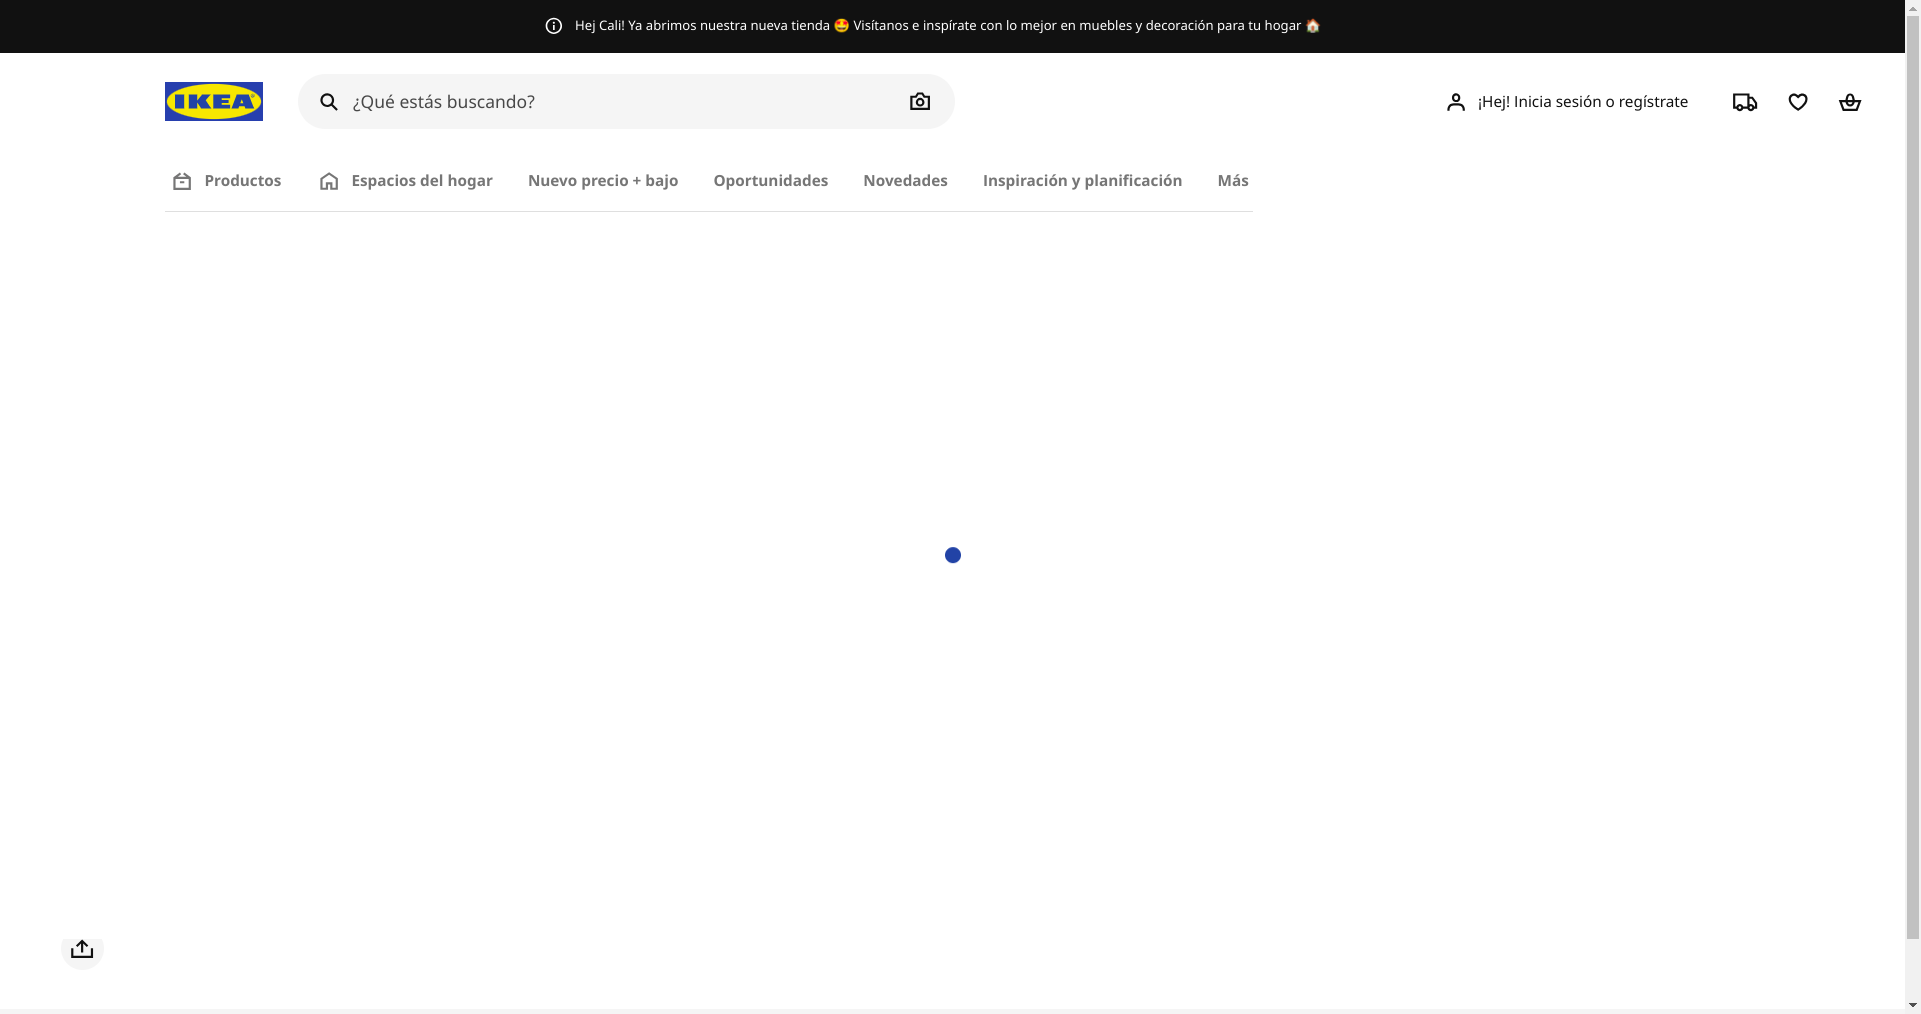 Hej Cali! Ya abrimos nuestra nueva tienda 🤩 Visítanos e inspírate con lo mejor en muebles y decoración para tu hogar 🏠
IKEA
¿Qué estás buscando?
¡Hej! Inicia sesión o regístrate
Productos
Espacios del hogar
Nuevo precio + bajo
Oportunidades
Novedades
Inspiración y planificación
Más